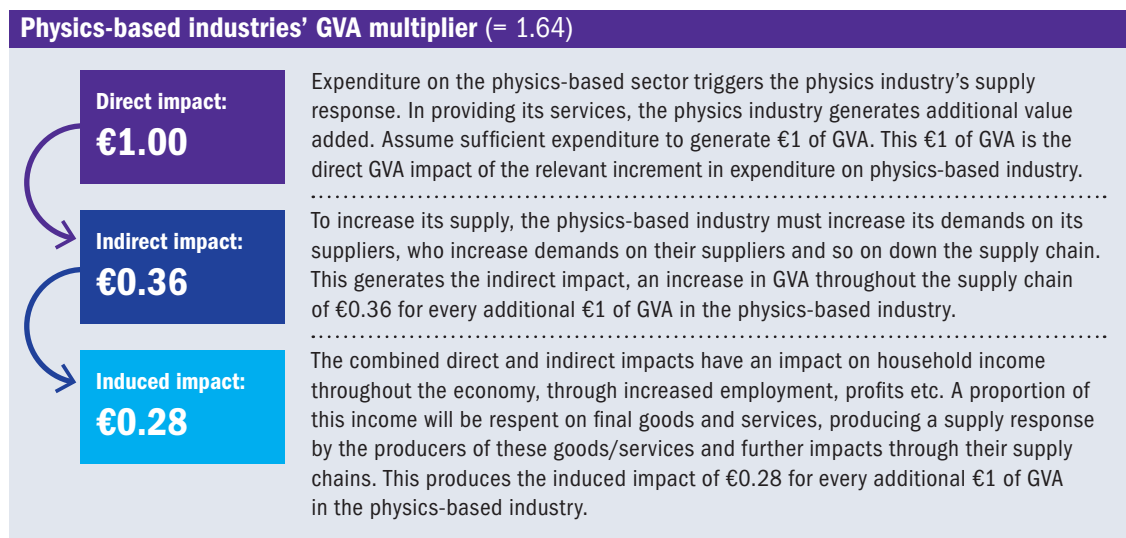 Physics-based industries’ GVA multiplier (= 1.64)
Direct impact:
€1.00
Expenditure on the physics-based sector triggers the physics industry’s supply
response. In providing its services, the physics industry generates additional value
added. Assume sufficient expenditure to generate €1 of GVA. This €1 of GVA is the
direct GVA impact of the relevant increment in expenditure on physics-based industry.
Indirect impact:
€0.36
To increase its supply, the physics-based industry must increase its demands on its
suppliers, who increase demands on their suppliers and so on down the supply chain.
This generates the indirect impact, an increase in GVA throughout the supply chain
of €0.36 for every additional €1 of GVA in the physics-based industry.
Induced impact:
€0.28
The combined direct and indirect impacts have an impact on household income
throughout the economy, through increased employment, profits etc. A proportion of
this income will be respent on final goods and services, producing a supply response
by the producers of these goods/services and further impacts through their supply
chains. This produces the induced impact of €0.28 for every additional €1 of GVA
in the physics-based industry.